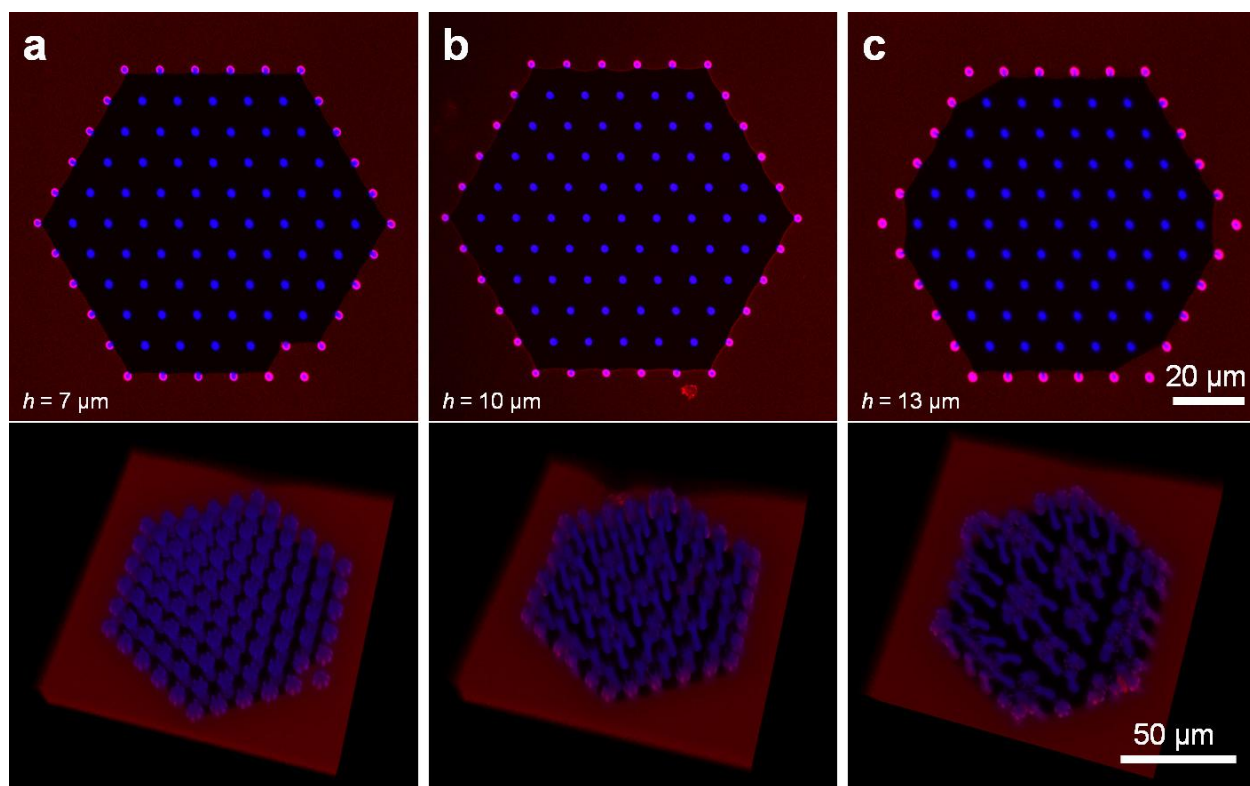 a
b
c
h = 7 µm
h = 10 µm
h = 13 µm
20 µm
50 µm